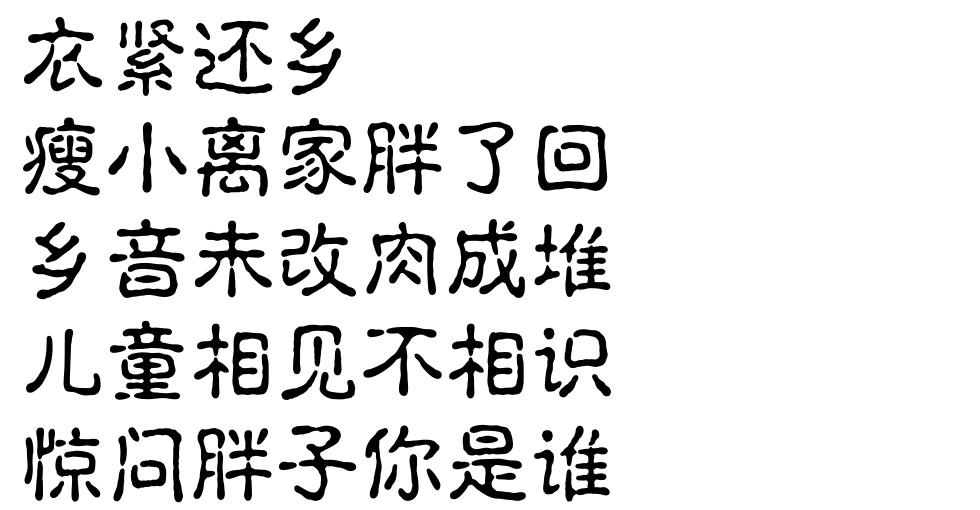 衣紧还乡
瘦小离家胖了回
乡音未改肉成堆
儿童相见不相识
惊问胖子你是谁